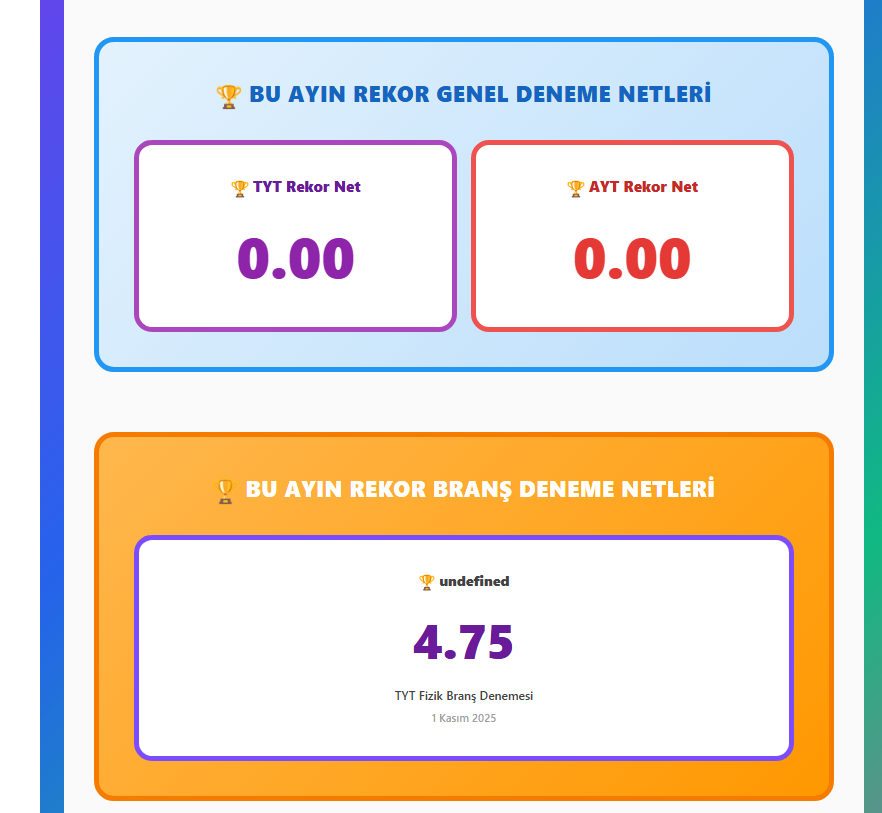 🏆 BU AYIN REKOR GENEL DENEME NETLERİ
🏆 TYT Rekor Net
0.00
🏆 AYT Rekor Net
0.00
🏆 BU AYIN REKOR BRANŞ DENEME NETLERİ
🏆 undefined
4.75
TYT Fizik Branş Denemesi
1 Kasım 2025